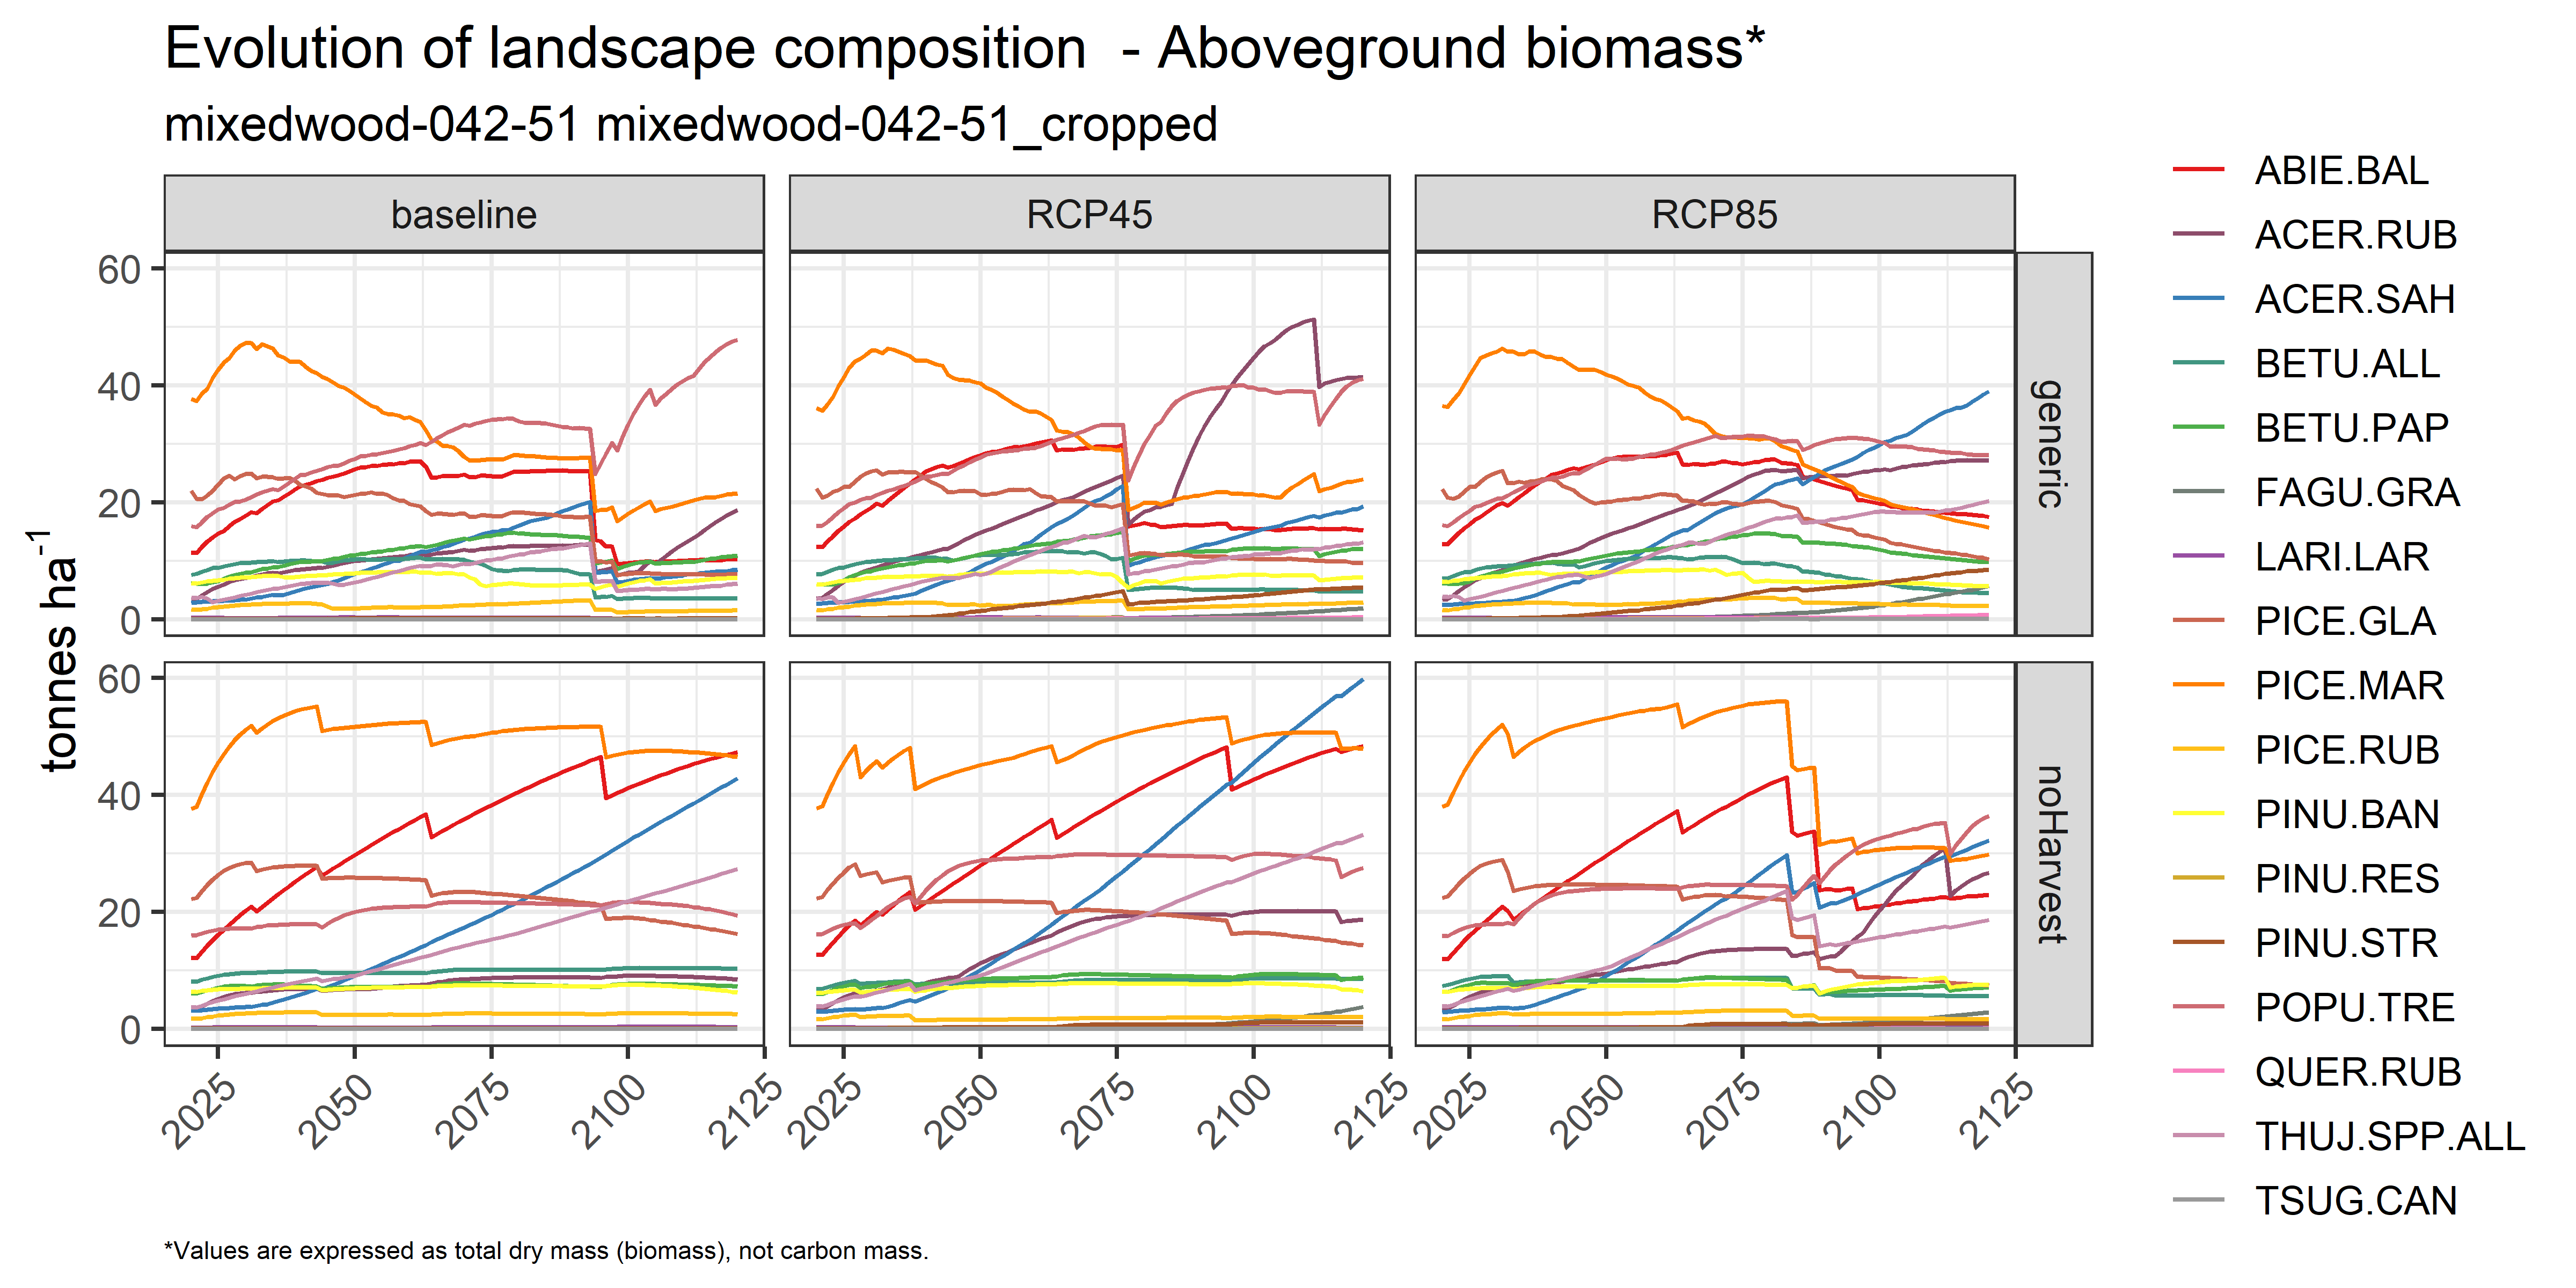 Evolution of landscape composition  - Aboveground biomass*
mixedwood-042-51 mixedwood-042-51_cropped
baseline
RCP45
RCP85
generic
noHarvest
tonnes ha-1
60
40
20
0
60
40
20
0
2025
2050
2075
2100
2125
2025
2050
2075
2100
2125
2025
2050
2075
2100
2125
ABIE.BAL
ACER.RUB
ACER.SAH
BETU.ALL
BETU.PAP
FAGU.GRA
LARI.LAR
PICE.GLA
PICE.MAR
PICE.RUB
PINU.BAN
PINU.RES
PINU.STR
POPU.TRE
QUER.RUB
THUJ.SPP.ALL
TSUG.CAN
*Values are expressed as total dry mass (biomass), not carbon mass.